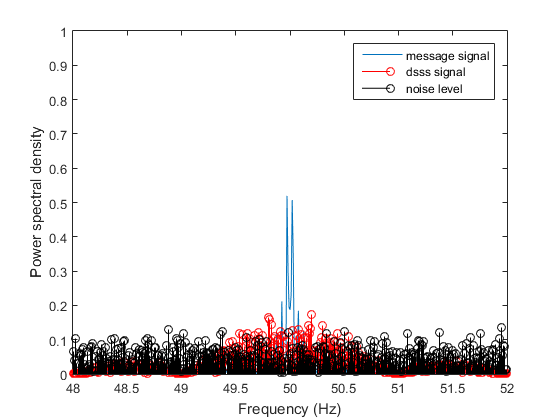 1
0.9
0.8
0.7
0.6
0.5
0.4
0.3
0.2
0.1
0
Power spectral density
message signal
dsss signal
noise level
48 48.5 49 49.5 50 50.5 51 51.5 52
Frequency (Hz)